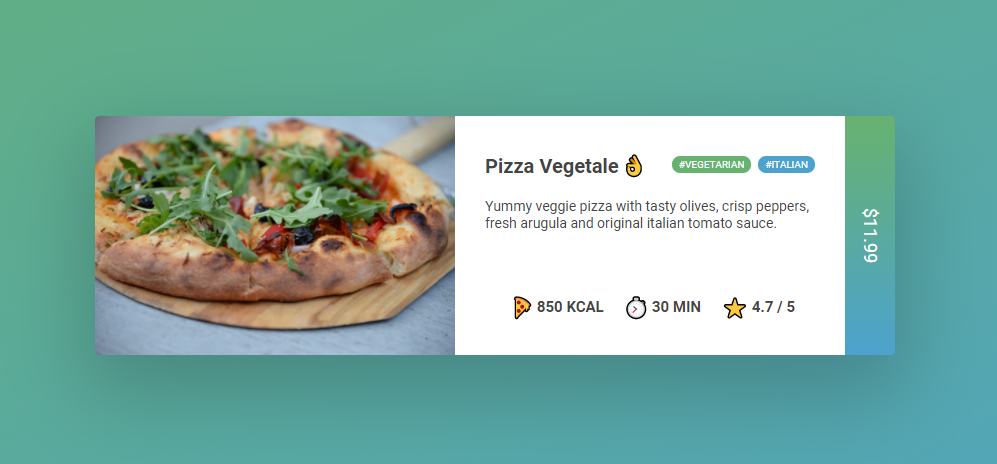 Pizza Vegetale 👌
#VEGETARIAN #ITALIAN
Yummy veggie pizza with tasty olives, crisp peppers,
fresh arugula and original italian tomato sauce.
850 KCAL 30 MIN 4.7 / 5
$11.99